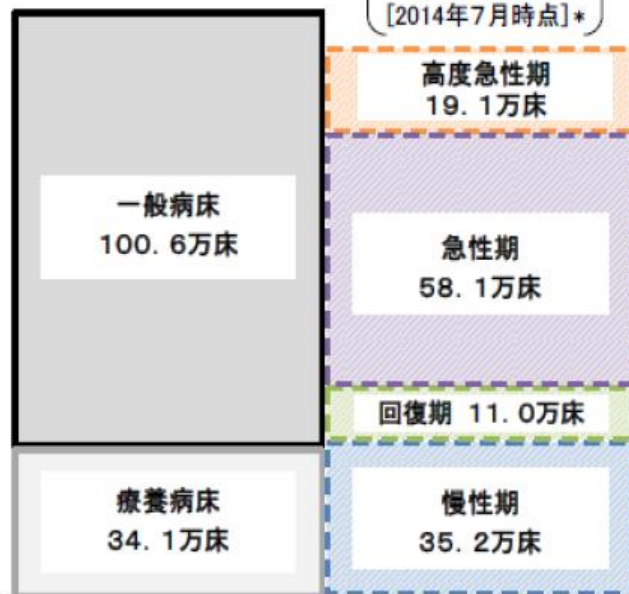 [2014年7月時点]*
高度急性期
19.1万床
一般病床
100.6万床
急性期
58.1万床
回復期 11.0万床
療養病床
34.1万床
慢性期
35.2万床